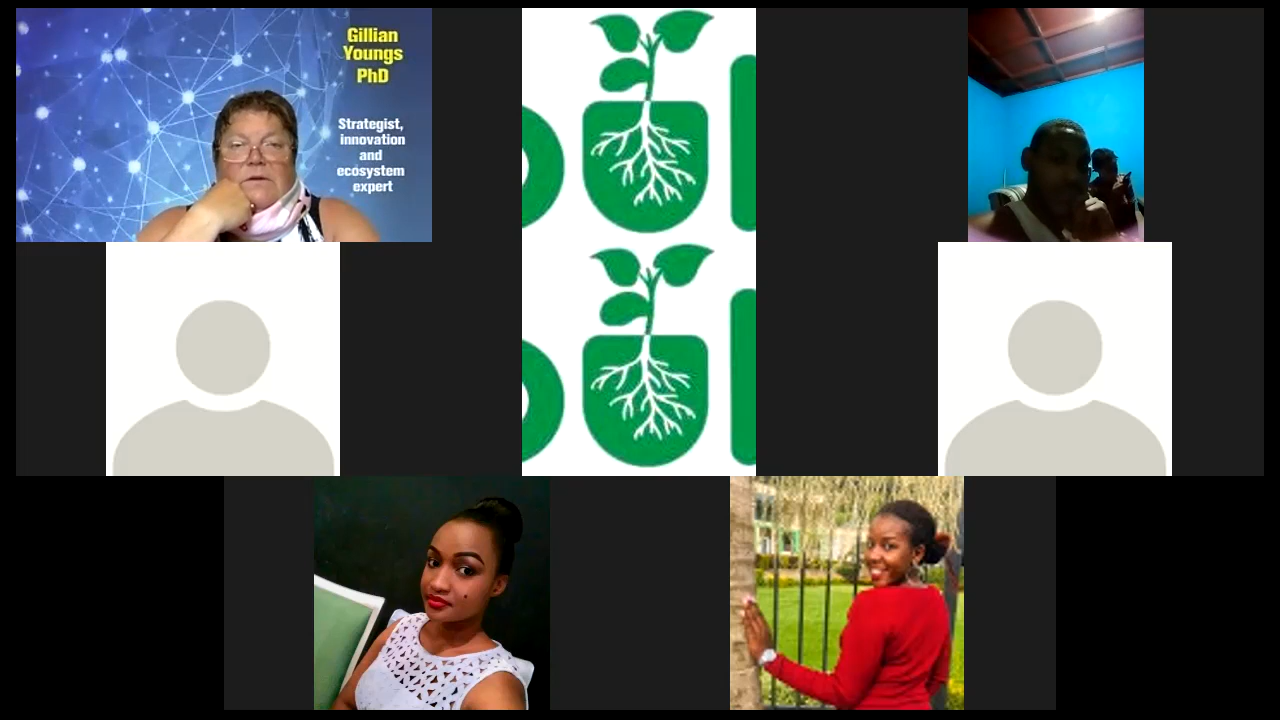 Gillian
Youngs
PhD
Strategist,
innovation
and
ecosystem
expert